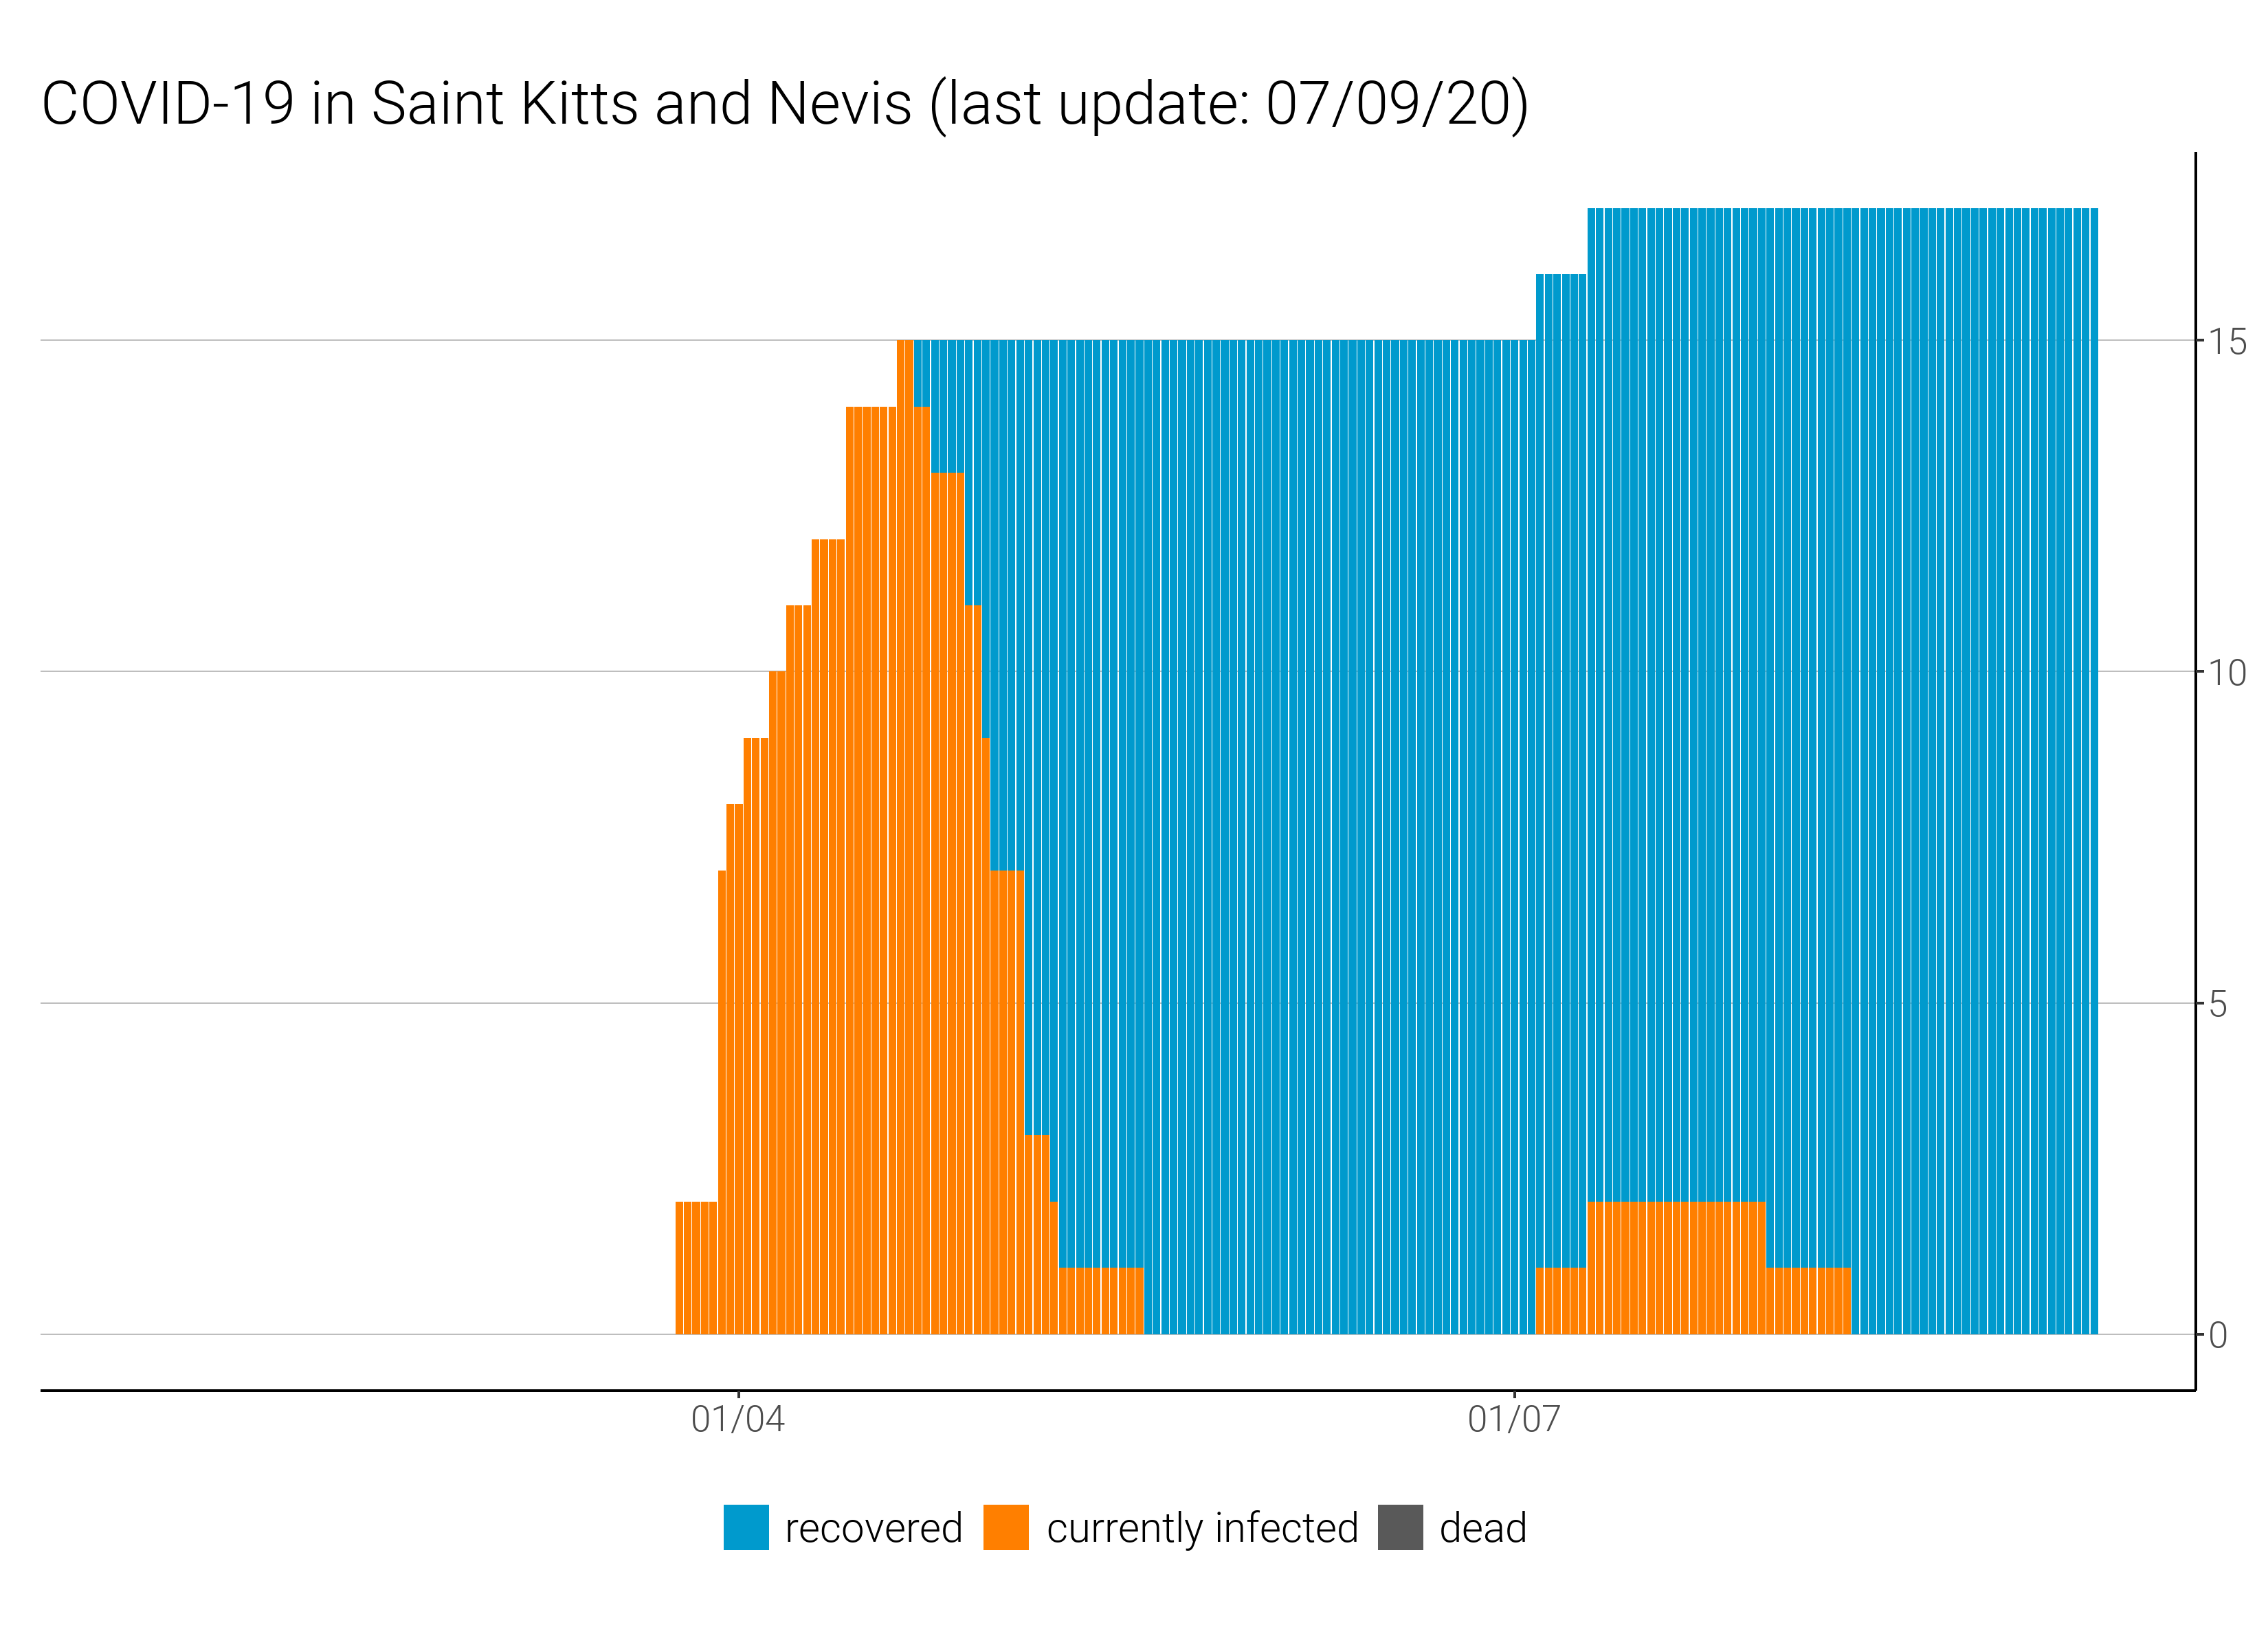 COVID-19 in Saint Kitts and Nevis (last update: 07/09/20)
15
10
5
0
01/04 01/07
recovered currently infected dead